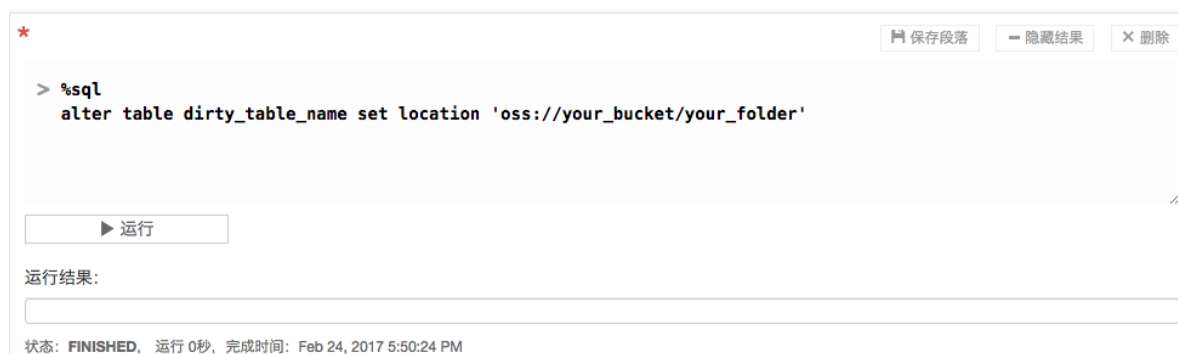 *
保存段落 隐藏结果 删除
> %sql
alter table dirty_table_name set location 'oss://your_bucket/your_folder'
运行
运行结果:
状态: FINISHED, 运行 0秒, 完成时间: Feb 24, 2017 5:50:24 PM